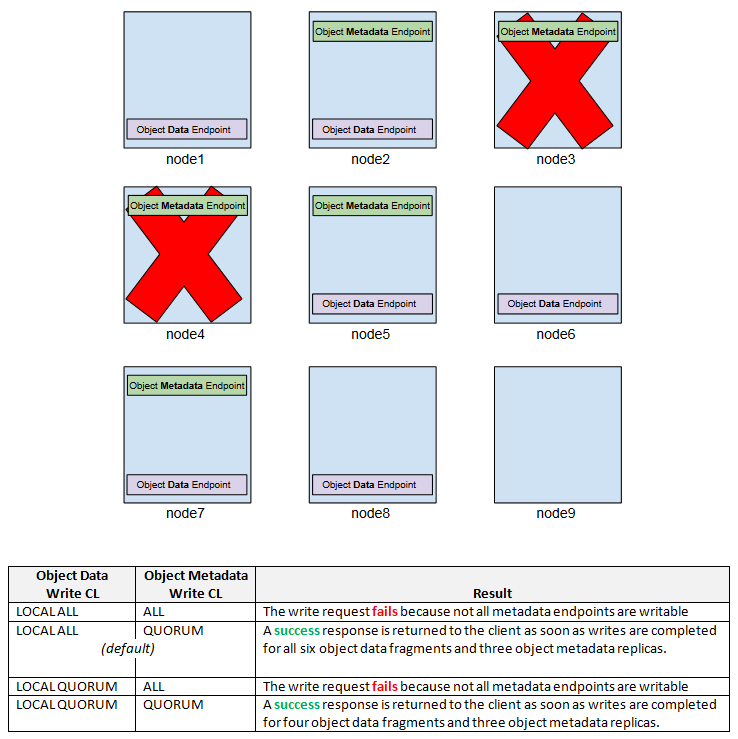 Object Metadata Endpoint
Object Metadata Endpoint
Object Data Endpoint
Object Data Endpoint
node1
node2
node3
Object Metadata Endpoint
Object Metadata Endpoint
Object Data Endpoint
Object Data Endpoint
node4
node5
node6
Object Metadata Endpoint
Object Data Endpoint
Object Data Endpoint
node7
node8
node9
Object Data Write CL
Object Metadata Write CL
Result
LOCAL ALL
ALL
The write request fails because not all metadata endpoints are writable
LOCAL ALL
QUORUM
(default)
A success response is returned to the client as soon as writes are completed
for all six object data fragments and three object metadata replicas.
LOCAL QUORUM
ALL
The write request fails because not all metadata endpoints are writable
LOCAL QUORUM
QUORUM
A success response is returned to the client as soon as writes are completed
for four object data fragments and three object metadata replicas.